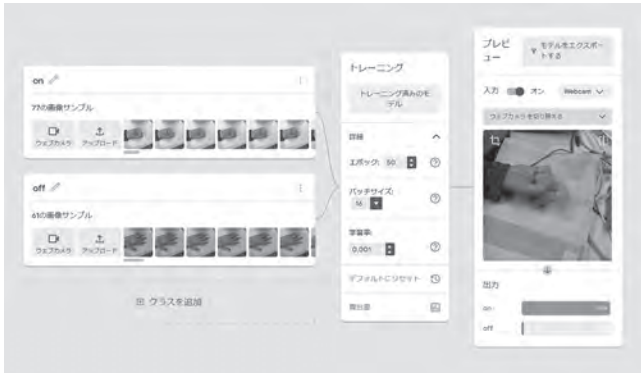 on
77の画像サンプル
ウェブカメラ アップロード
off
61の画像サンプル
ウェブカメラ アップロード
クラスを追加
トレーニング
トレーニング済みのモ
デル
詳細
エポック: 50
バッチサイズ:
16
学習率:
0.001
デフォルトにリセット
プレビ
ュー
モデルをエクスポー
トする
入力 オン Webcam
ウェブカメラを切り替える
出力
on
off